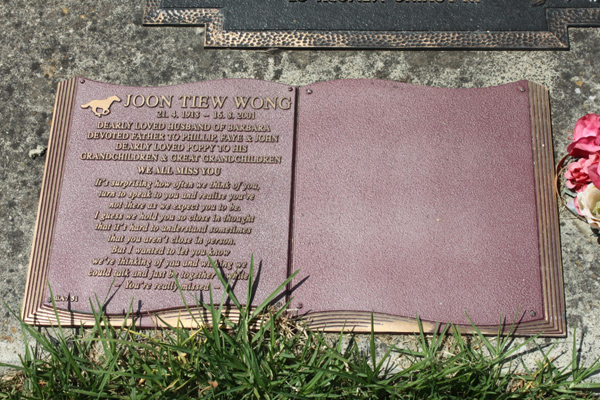 JOON TIEW WONG
21. 4. 1918 ~ 16. 8. 2001
DEARLY LOVED HUSBAND OF BARBARA
DEVOTED FATHER TO PHILLIP, FAYE & JOHN
DEARLY LOVED POPPY TO HIS
GRANDCHILDREN & GREAT GRANDCHILDREN
WE ALL MISS YOU
It's surprising how often we think of you,
turn to speak to you and realise you're
not there as we expect you to be.
I guess we hold you so close in thought
that it's hard to understand sometimes
that you aren't close in person.
But I wanted to let you know
we're thinking of you and wishing we
could talk and just be together a while
~ You're really missed ~